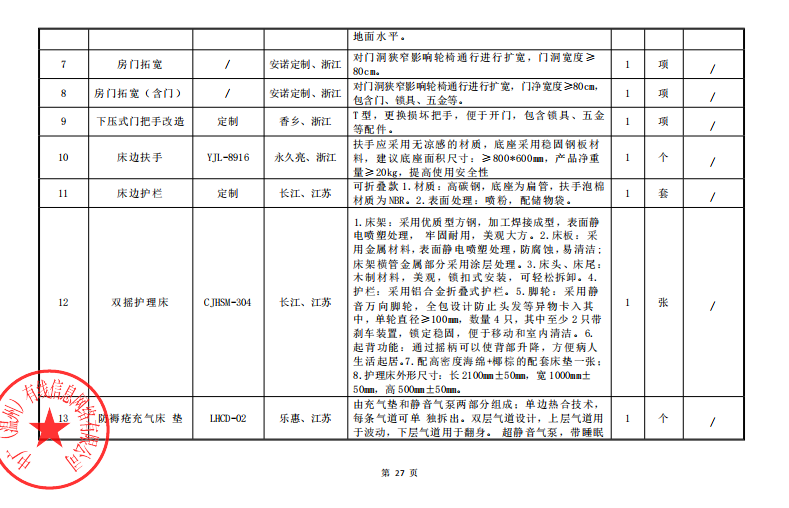 地面水平。
7 房门拓宽 / 安诺定制、浙江 对门洞狭窄影响轮椅通行进行扩宽，门洞宽度≥ 1 项 /
80cm。
8 房门拓宽（含门） / 安诺定制、浙江 对门洞狭窄影响轮椅通行进行扩宽，门净宽度≥80cm， 1 项 /
包含门、锁具、五金等。
9 下压式门把手改造 定制 香乡、浙江 T型，更换损坏把手，便于开门，包含锁具、五金 1 项 /
等配件。
10 床边扶手 YJL-8916 永久亮、浙江 扶手应采用无凉感的材质，底座采用稳固钢板材 1 个 /
料，建议底座面积尺寸：≥800*600mm，产品净重
量≥20kg，提高使用安全性
11 床边护栏 定制 长江、江苏 可折叠款1.材质：高碳钢，底座为扁管，扶手泡棉 1 套 /
材质为NBR。2.表面处理：喷粉，配储物袋。
12 双摇护理床 CJHSM-304 长江、江苏 1.床架：采用优质型方钢，加工焊接成型，表面静 1 张 /
电喷塑处理， 牢固耐用，美观大方。2.床板：采
用金属材料，表面静电喷塑处理，防腐蚀，易清洁；
床架横管金属部分采用涂层处理。3.床头、床尾：
木制材料，美观，锁扣式安装，可轻松拆卸。4.
护栏：采用铝合金折叠式护栏。5.脚轮：采用静
音万向脚轮，全包设计防止头发等异物卡入其
中，单轮直径≥100mm，数量4只，其中至少2只带
刹车装置，锁定稳固，便于移动和室内清洁。6.
起背功能：通过摇柄可以使背部升降，方便病人
生活起居。7.配高密度海绵+椰棕的配套床垫一张；
8.护理床外形尺寸：长2100mm±50mm，宽1000mm±
50mm，高500mm±50mm。
13 防褥疮充气床 垫 LHCD-02 乐惠、江苏 由充气垫和静音气泵两部分组成；单边热合技术， 1 个 /
每条气道可单 独拆出。双层气道设计，上层气道用
于波动，下层气道用于翻身。 超静音气泵，带睡眠
中广（温州）有线信息网络有限公司
第 27 页